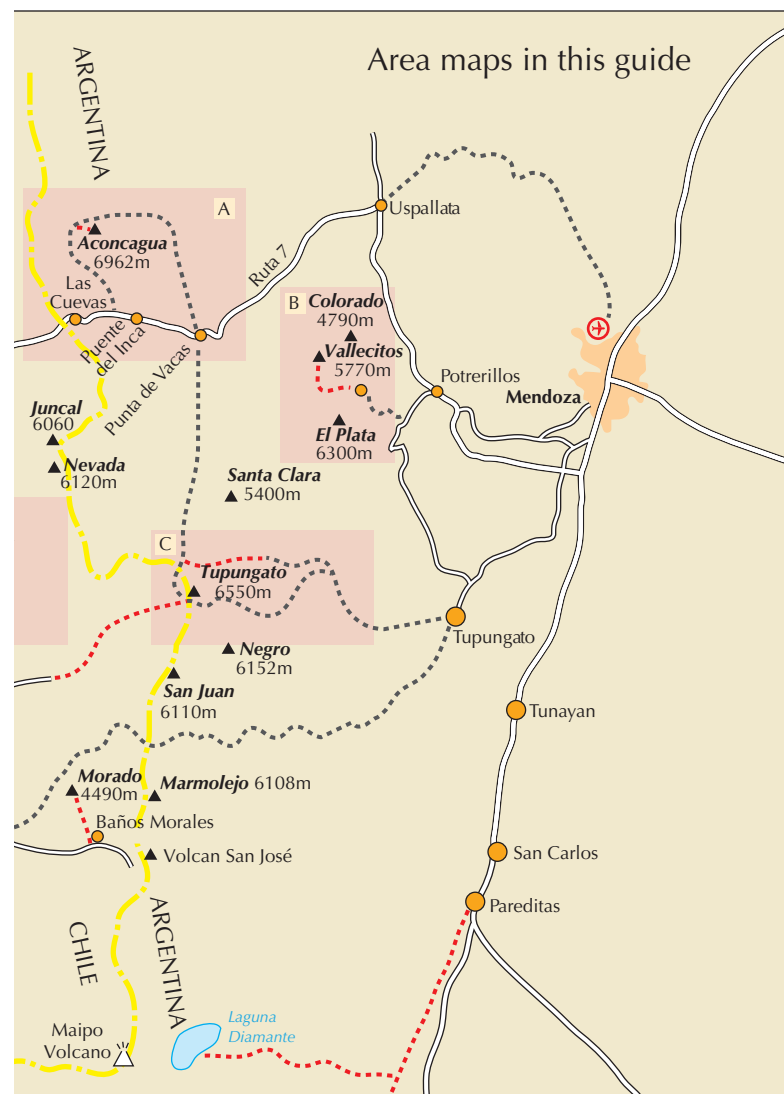 Area maps in this guide
ARGENTINA
A
Uspallata
Aconcagua
6962m
Ruta 7
Las
Cuevas
Puente
del Inca
Punta de Vacas
B
Colorado
4790m
Vallecitos
5770m
Potrerillos
Mendoza
El Plata
6300m
Juncal
6060
Nevada
6120m
Santa Clara
5400m
C
Tupungato
6550m
Tupungato
Negro
6152m
San Juan
6110m
Tunayan
Morado
4490m
Marmolejo 6108m
Baños Morales
Volcan San José
San Carlos
Pareditas
CHILE
ARGENTINA
Laguna
Diamante
Maipo
Volcano